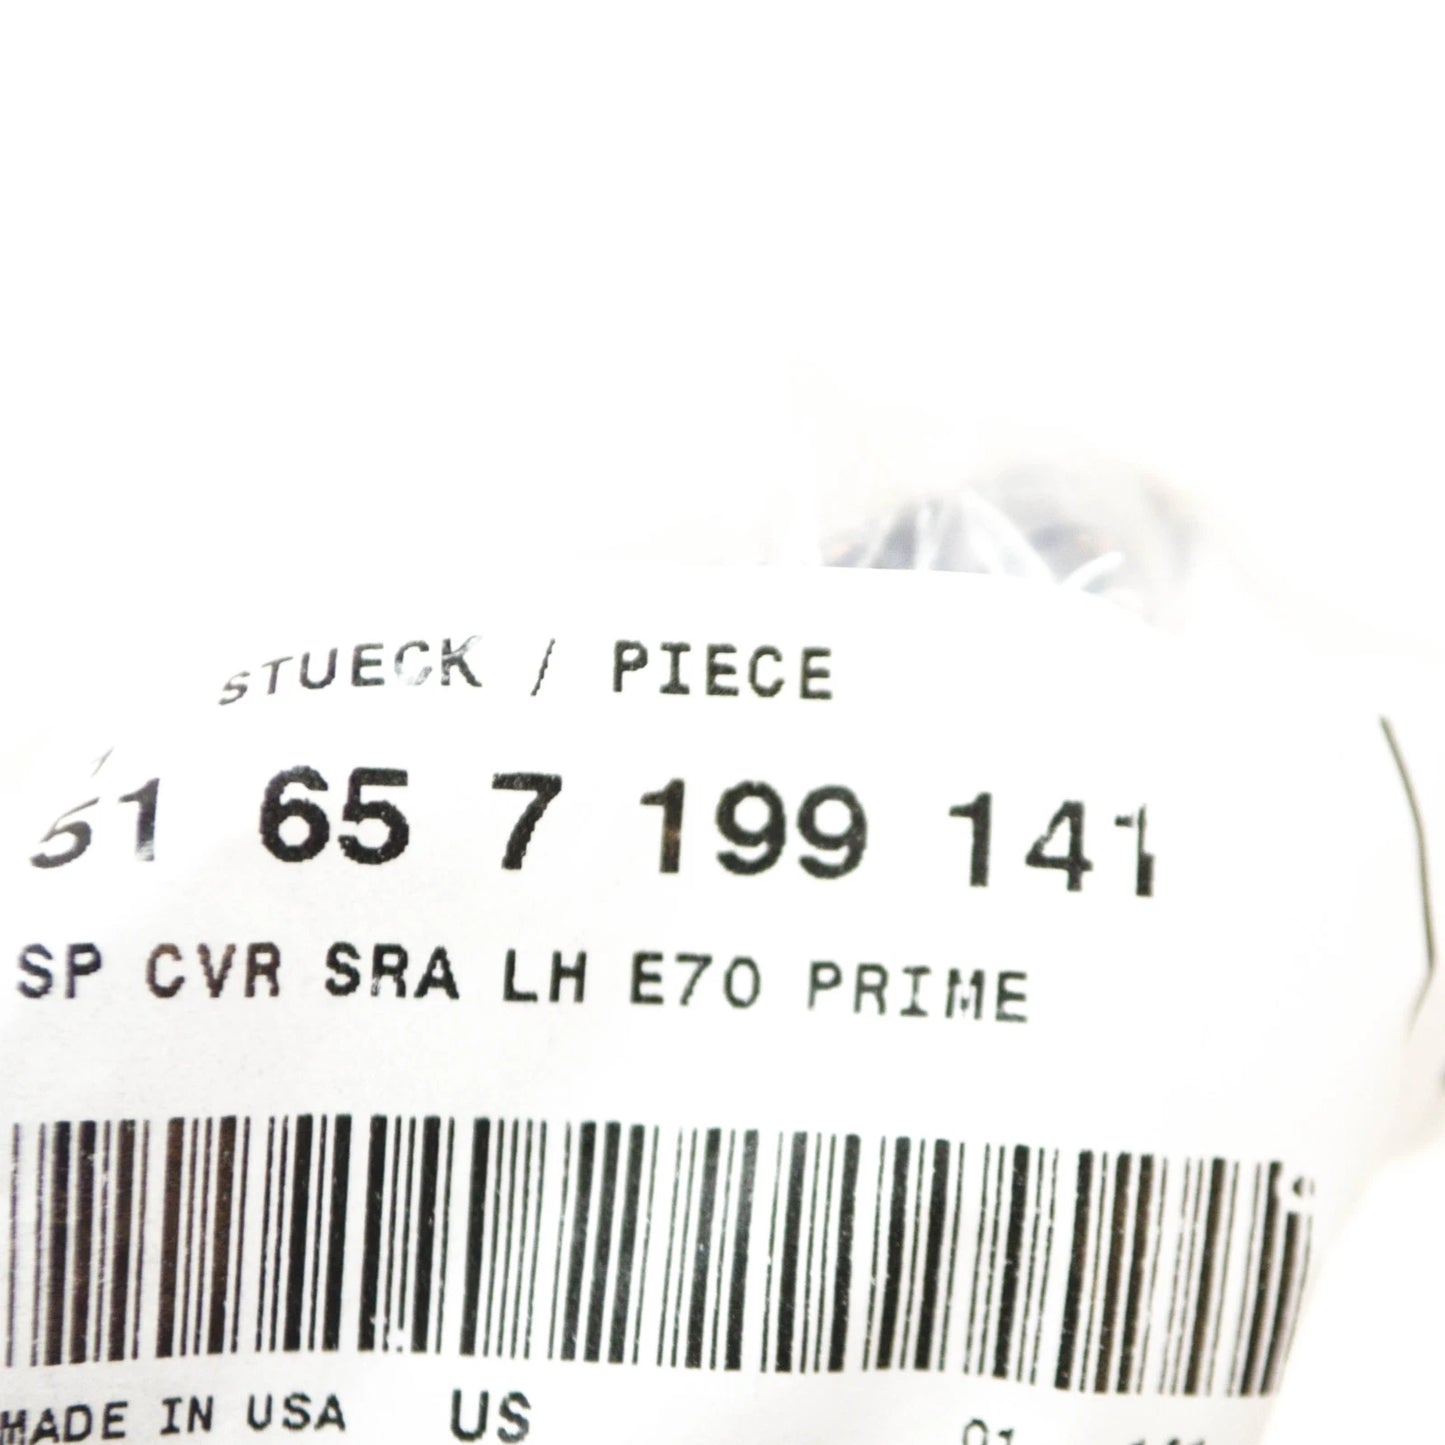 STUECK / PIECE
51 65 7 199 141
SP CVR SRA LH E70 PRIME
MADE IN USA US